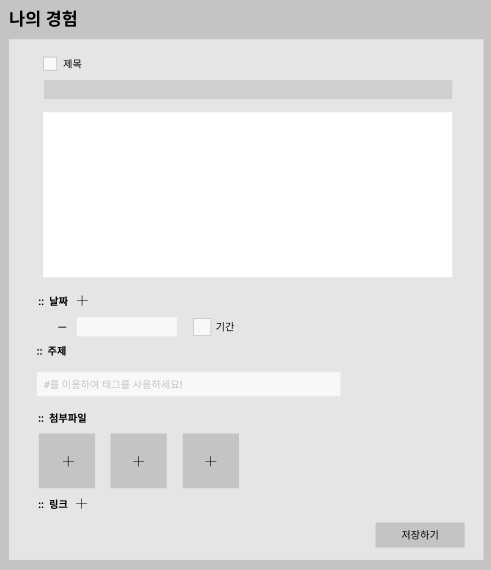 나의 경험
제목
:: 날짜 +
– 기간
:: 주제
#를 이용하여 태그를 사용하세요!
:: 첨부파일
+ + +
:: 링크 +
저장하기